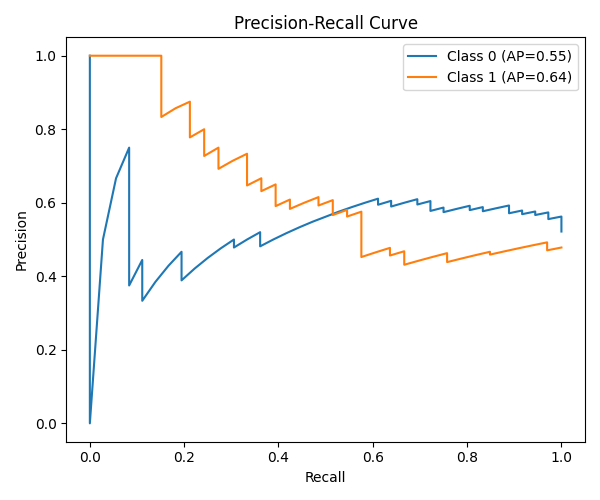 Precision-Recall Curve
Class 0 (AP=0.55)
Class 1 (AP=0.64)
1.0
0.8
0.6
0.4
0.2
0.0
Precision
0.0 0.2 0.4 0.6 0.8 1.0
Recall